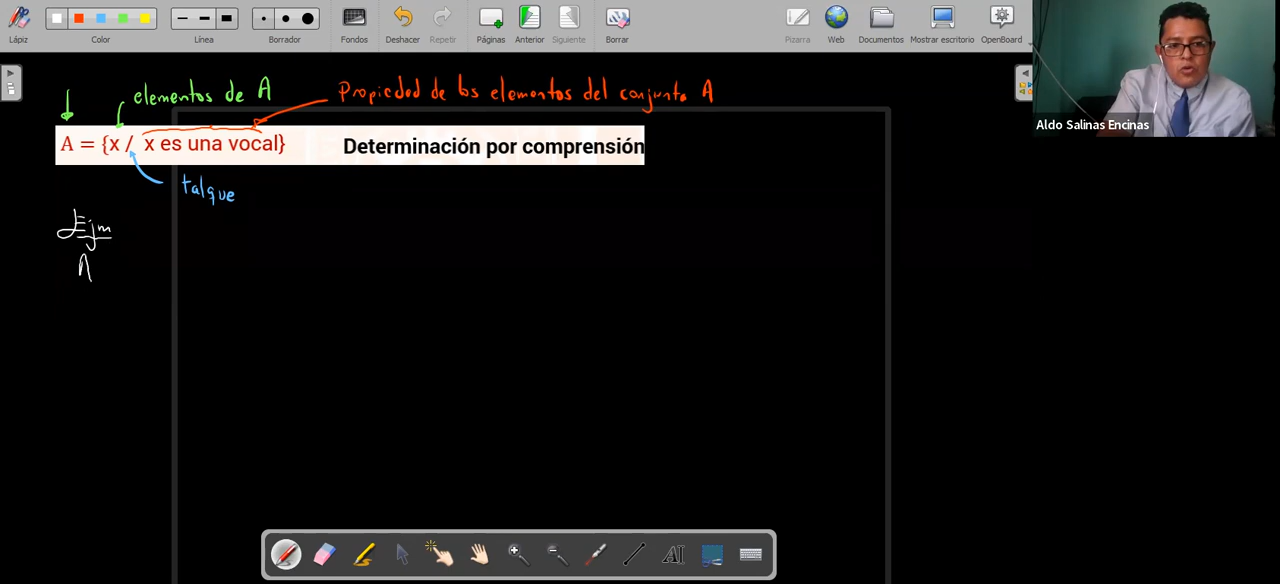 Lápiz Color Línea Borrador Fondos Deshacer Repetir Páginas Anterior Siguiente Borrar Pizarra Web Documentos Mostrar escritorio OpenBoard
elementos de A
Propiedad de los elementos del conjunto A
A = {x / x es una vocal}
Determinación por comprensión
talque
Ejm
Aldo Salinas Encinas
AI